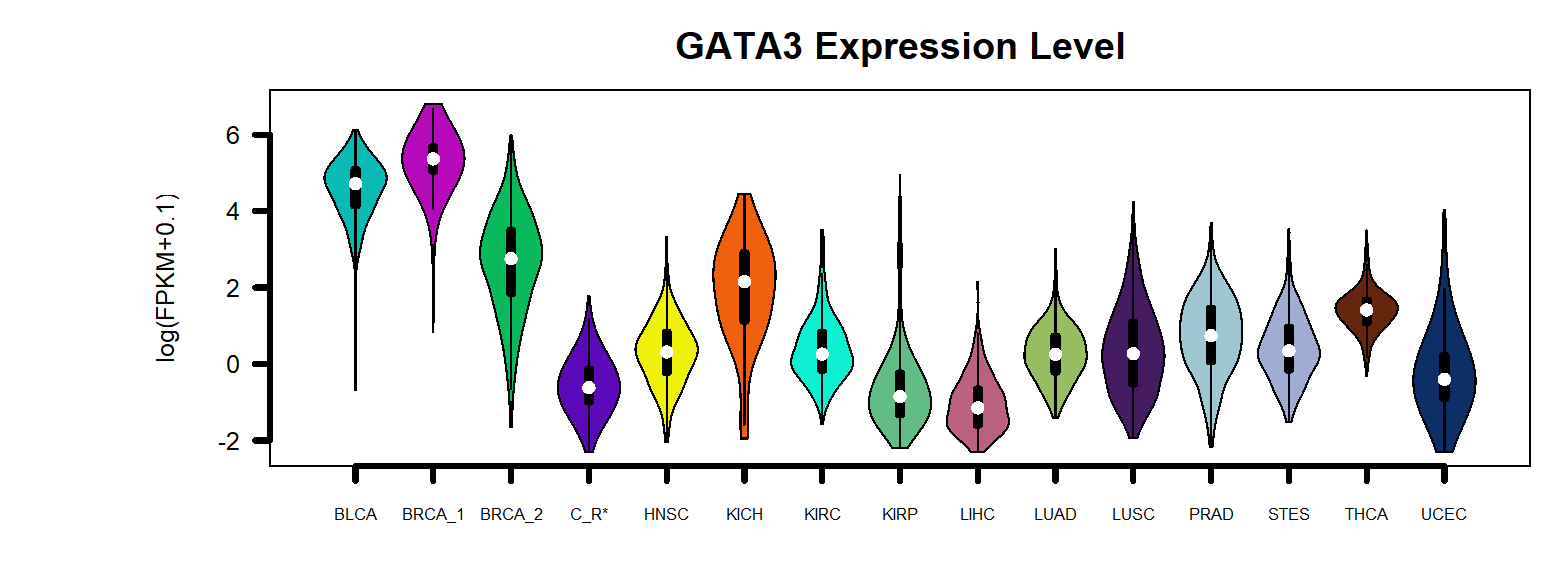 GATA3 Expression Level
log(FPKM+0.1)
6
4
2
0
-2
BLCA BRCA_1 BRCA_2 C_R* HNSC KICH KIRC KIRP LIHC LUAD LUSC PRAD STES THCA UCEC